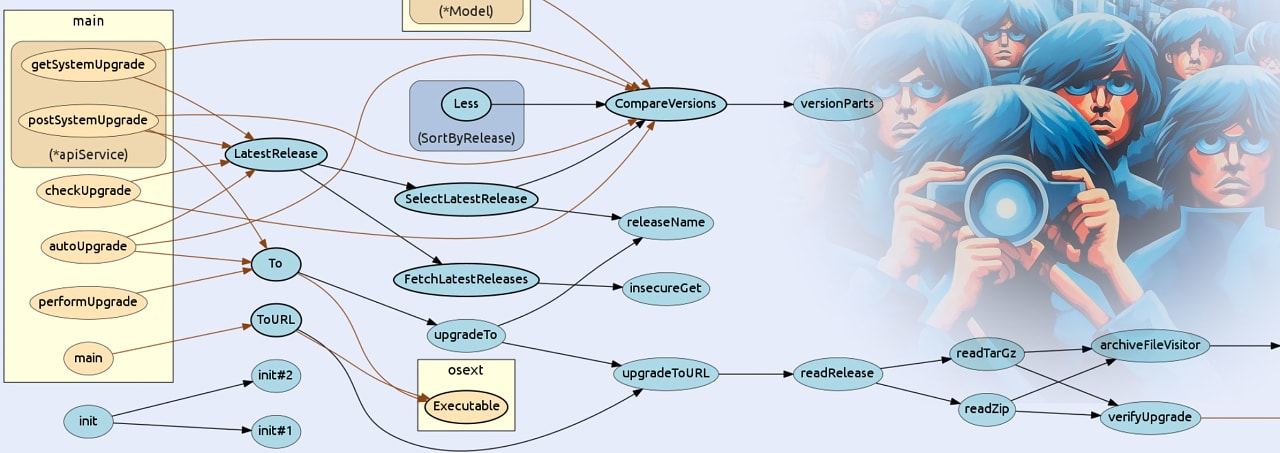 main
(*Model)
getSystemUpgrade
postSystemUpgrade
(*apiService)
checkUpgrade
autoUpgrade
performUpgrade
main
init
LatestRelease
To
ToURL
init#2
init#1
Less
(SortByRelease)
SelectLatestRelease
FetchLatestReleases
upgradeTo
osext
Executable
CompareVersions
releaseName
insecureGet
upgradeToURL
versionParts
readRelease
readTarGz
readZip
archiveFileVisitor
verifyUpgrade